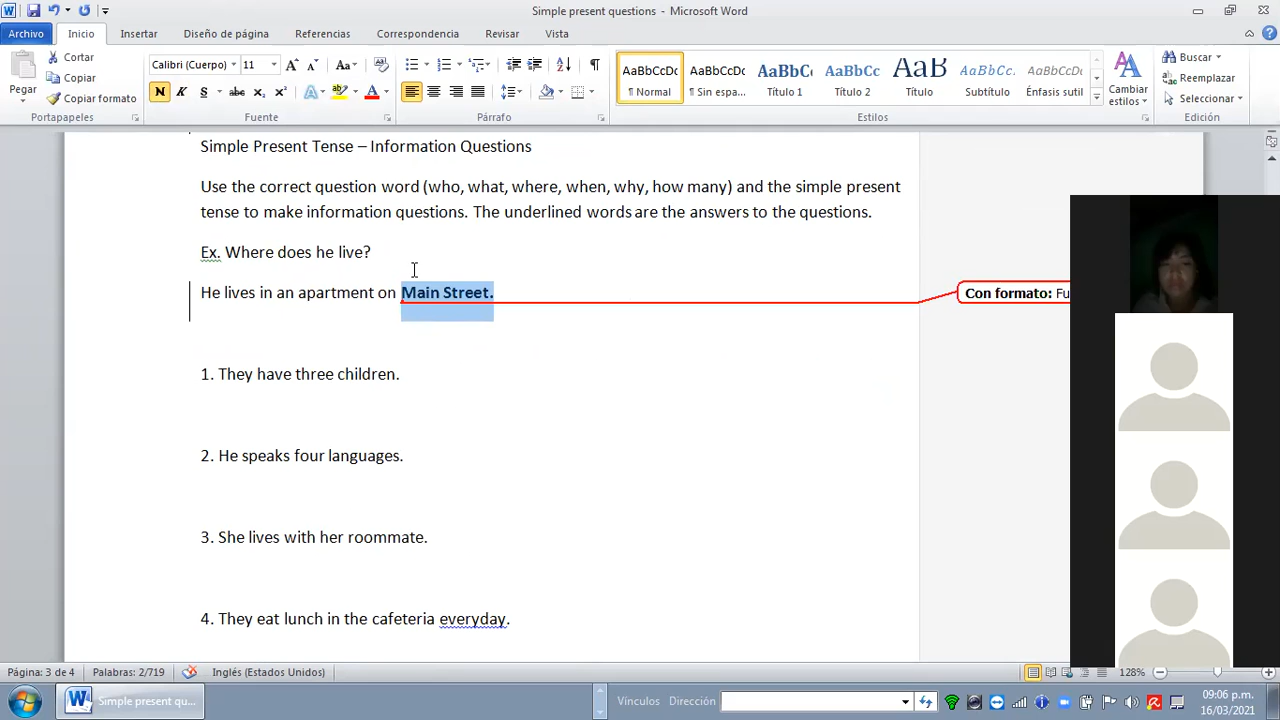 Simple present questions - Microsoft Word
Archivo Inicio Insertar Diseño de página Referencias Correspondencia Revisar Vista
Pegar
Cortar
Copiar
Copiar formato
Portapapeles
Calibri (Cuerpo) 11
N K S abc x₂ x² A ab A
Fuente
Párrafo
AaBbCcDc AaBbCcDc AaBbC AaBbCc AaB AaBbCc. AaBbCcDc
¶ Normal ¶ Sin espa... Título 1 Título 2 Título Subtítulo Énfasis sutil
Cambiar estilos
Estilos
Buscar
Reemplazar
Seleccionar
Edición
Simple Present Tense – Information Questions
Use the correct question word (who, what, where, when, why, how many) and the simple present
tense to make information questions. The underlined words are the answers to the questions.
Ex. Where does he live?
He lives in an apartment on Main Street.
Con formato: Fu
1. They have three children.
2. He speaks four languages.
3. She lives with her roommate.
4. They eat lunch in the cafeteria everyday.
Página: 3 de 4 Palabras: 2/719 Inglés (Estados Unidos) 128%
Simple present qu... Vínculos Dirección
09:06 p.m.
16/03/2021